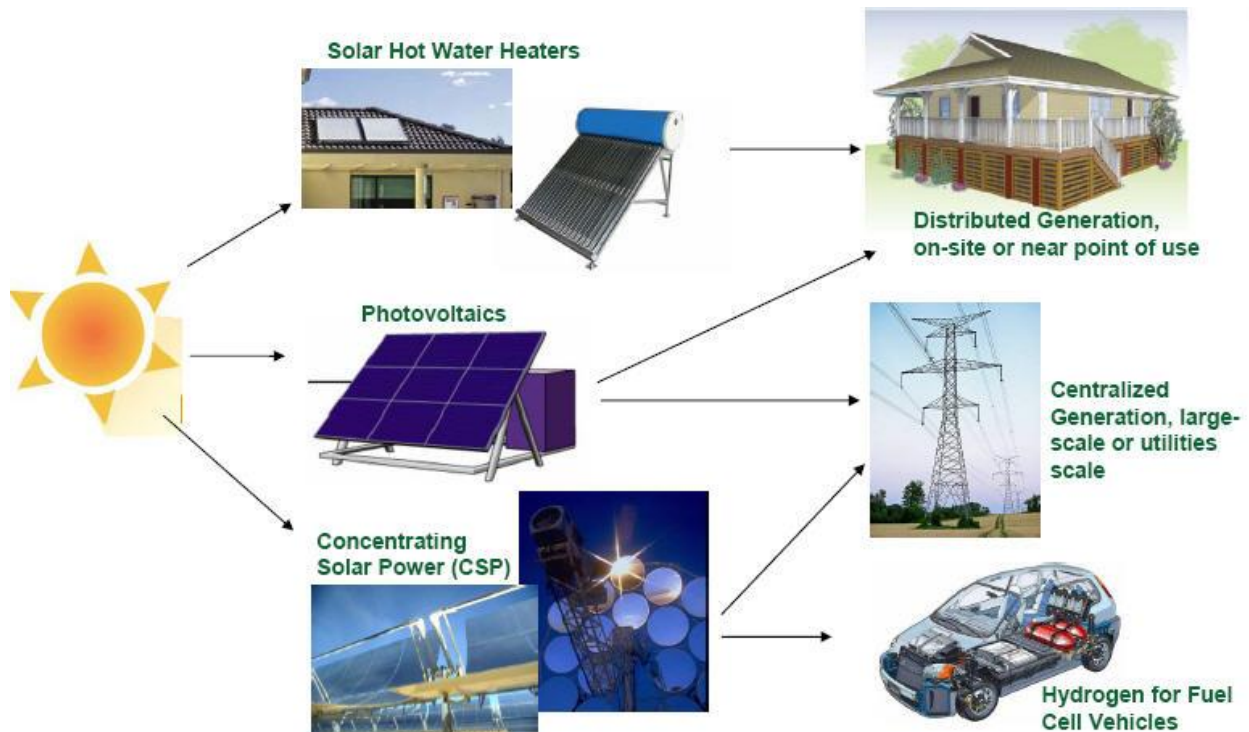 Solar Hot Water Heaters
Distributed Generation,
on-site or near point of use
Photovoltaics
Centralized
Generation, large-
scale or utilities
scale
Concentrating
Solar Power (CSP)
Hydrogen for Fuel
Cell Vehicles